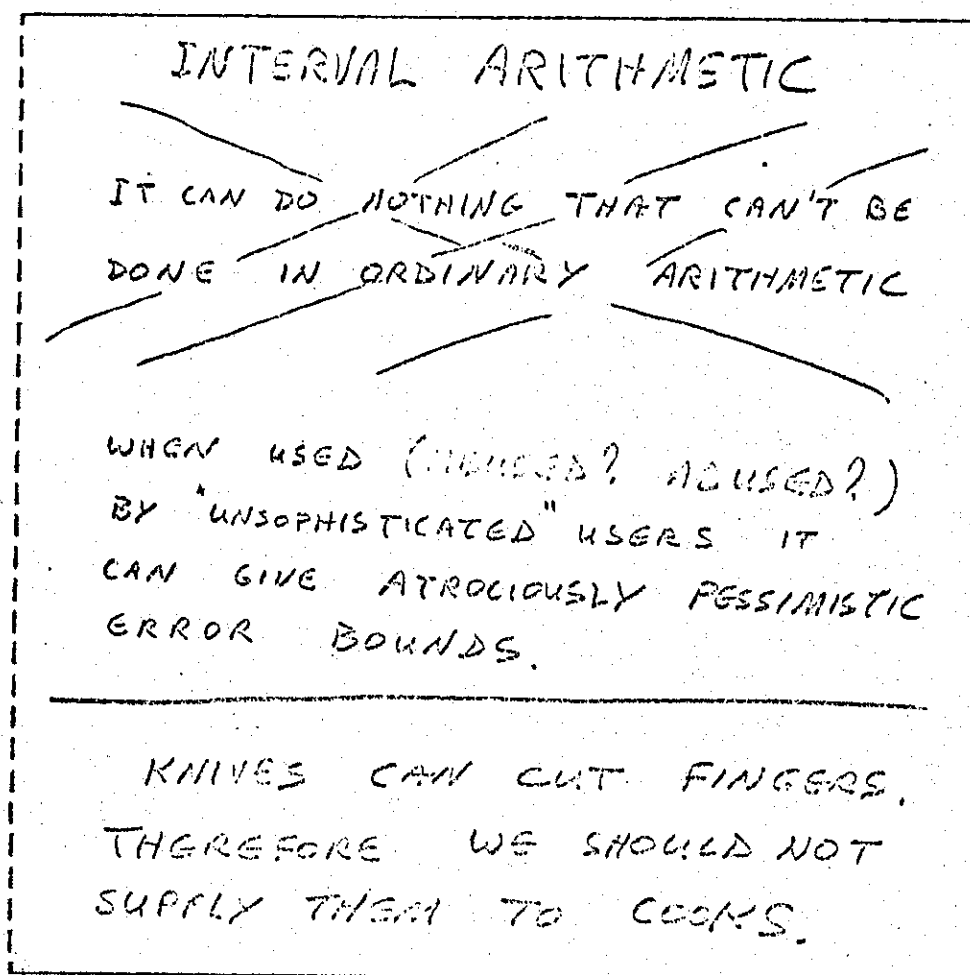 INTERVAL ARITHMETIC
IT CAN DO NOTHING THAT CAN'T BE
DONE IN ORDINARY ARITHMETIC
WHEN USED (MISUSED? ABUSED?)
BY "UNSOPHISTICATED" USERS IT
CAN GIVE ATROCIOUSLY PESSIMISTIC
ERROR BOUNDS.
KNIVES CAN CUT FINGERS.
THEREFORE WE SHOULD NOT
SUPPLY THEM TO COOKS.